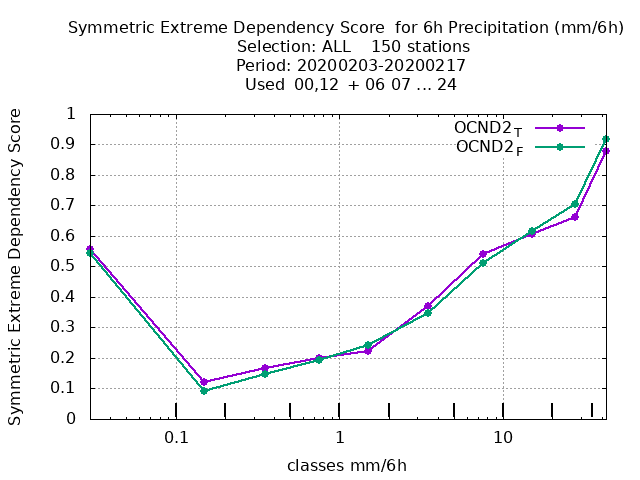 Symmetric Extreme Dependency Score  for 6h Precipitation (mm/6h)
Selection: ALL    150 stations
Period: 20200203-20200217
Used  00,12  + 06 07 ... 24
OCND2T
OCND2F
Symmetric Extreme Dependency Score
1
0.9
0.8
0.7
0.6
0.5
0.4
0.3
0.2
0.1
0
0.1 1 10
classes mm/6h